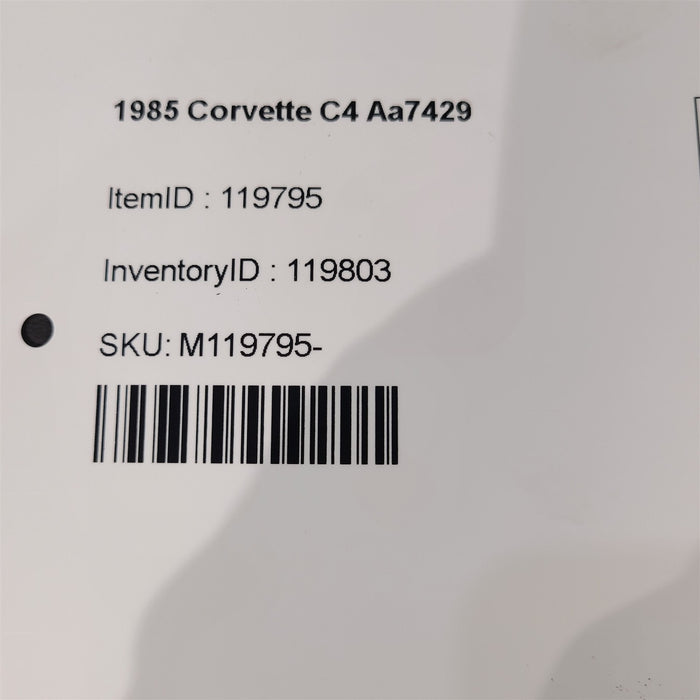 1985 Corvette C4 Aa7429
ItemID : 119795
InventoryID : 119803
SKU: M119795-